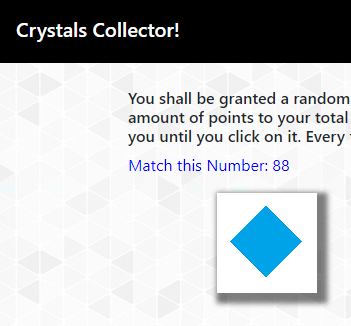 Crystals Collector!
You shall be granted a random
amount of points to your total
you until you click on it. Every
Match this Number: 88